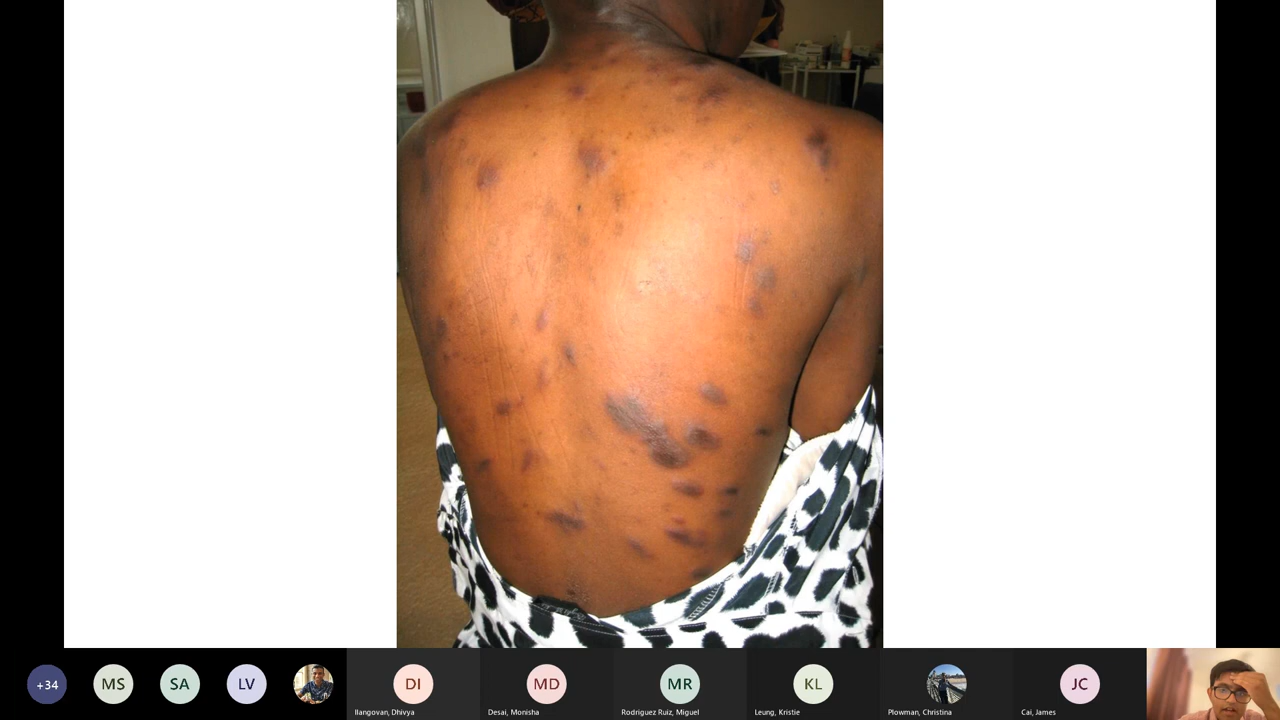 +34
MS
SA
LV
DI
MD
MR
KL
JC
Ilangovan, Dhivya
Desai, Monisha
Rodriguez Ruiz, Miguel
Leung, Kristie
Plowman, Christina
Cai, James